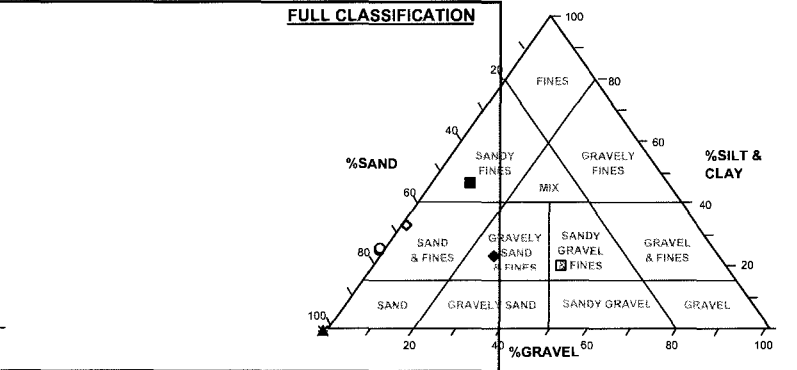 FULL CLASSIFICATION
100
20
FINES
80
40
60
%SAND
SANDY
FINES
GRAVELY
FINES
%SILT &
CLAY
MIX
60
40
SAND
& FINES
GRAVELY
SAND
& FINES
SANDY
GRAVEL
FINES
GRAVEL
& FINES
80
20
SAND
GRAVELY SAND
SANDY GRAVEL
GRAVEL
100
20
40
%GRAVEL
60
80
100